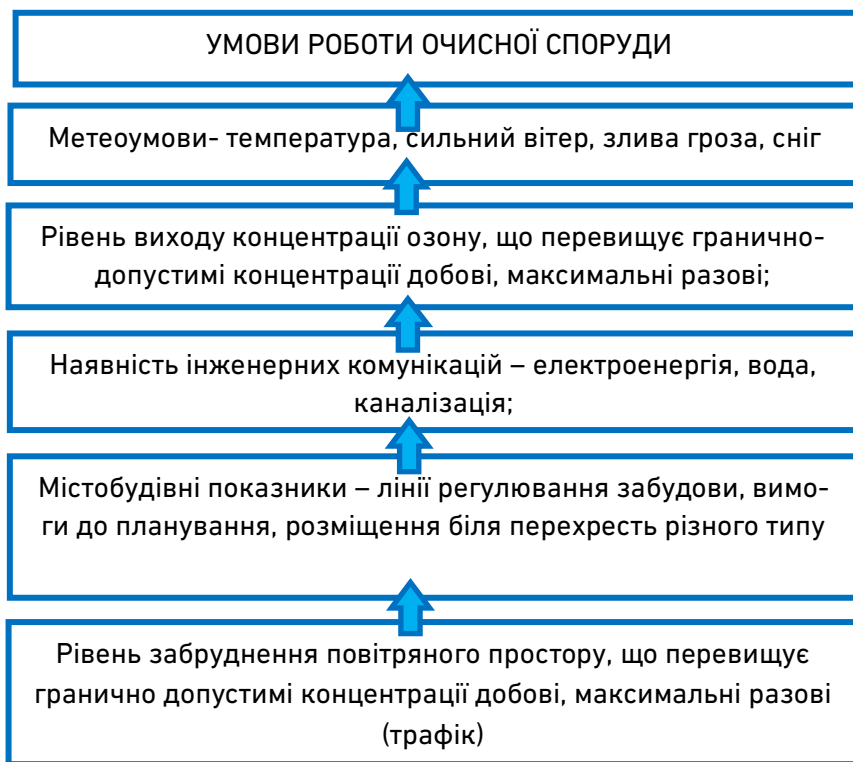 УМОВИ РОБОТИ ОЧИСНОЇ СПОРУДИ
Метеоумови- температура, сильний вітер, злива гроза, сніг
Рівень виходу концентрації озону, що перевищує гранично-
допустимі концентрації добові, максимальні разові;
Наявність інженерних комунікацій – електроенергія, вода,
каналізація;
Містобудівні показники – лінії регулювання забудови, вимо-
ги до планування, розміщення біля перехресть різного типу
Рівень забруднення повітряного простору, що перевищує
гранично допустимі концентрації добові, максимальні разові
(трафік)